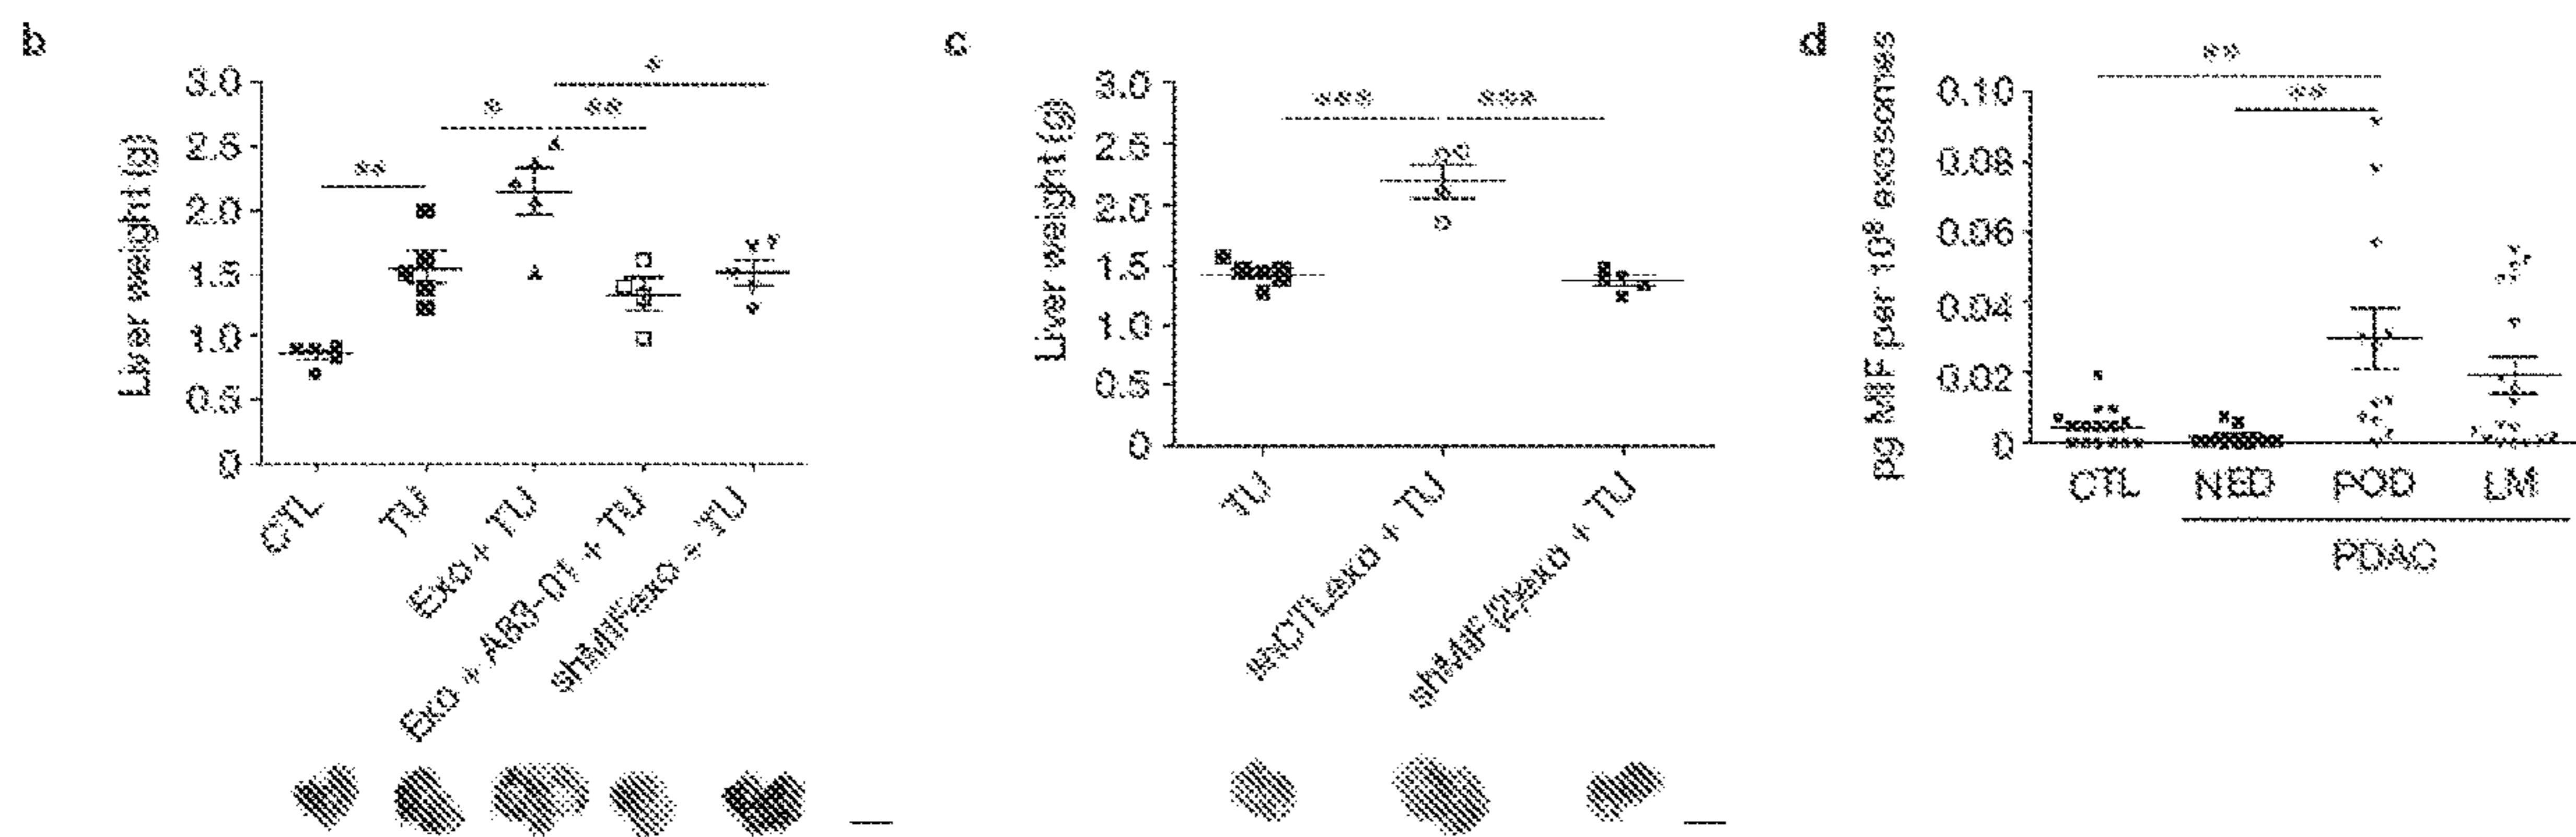 b
Liver weight (g)
3.0
2.5
2.0
1.5
1.0
0.5
0
**
*
**
*
CTL
TU
Exo + TU
Exo + A83-01 + TU
shMIFexo + TU
c
Liver weight (g)
3.0
2.5
2.0
1.5
1.0
0.5
0
***
***
TU
shMIF(2)exo + TU
d
pg MIF per 10⁸ exosomes
0.10
0.08
0.06
0.04
0.02
0
**
**
CTL
NED
POD
LM
PDAC